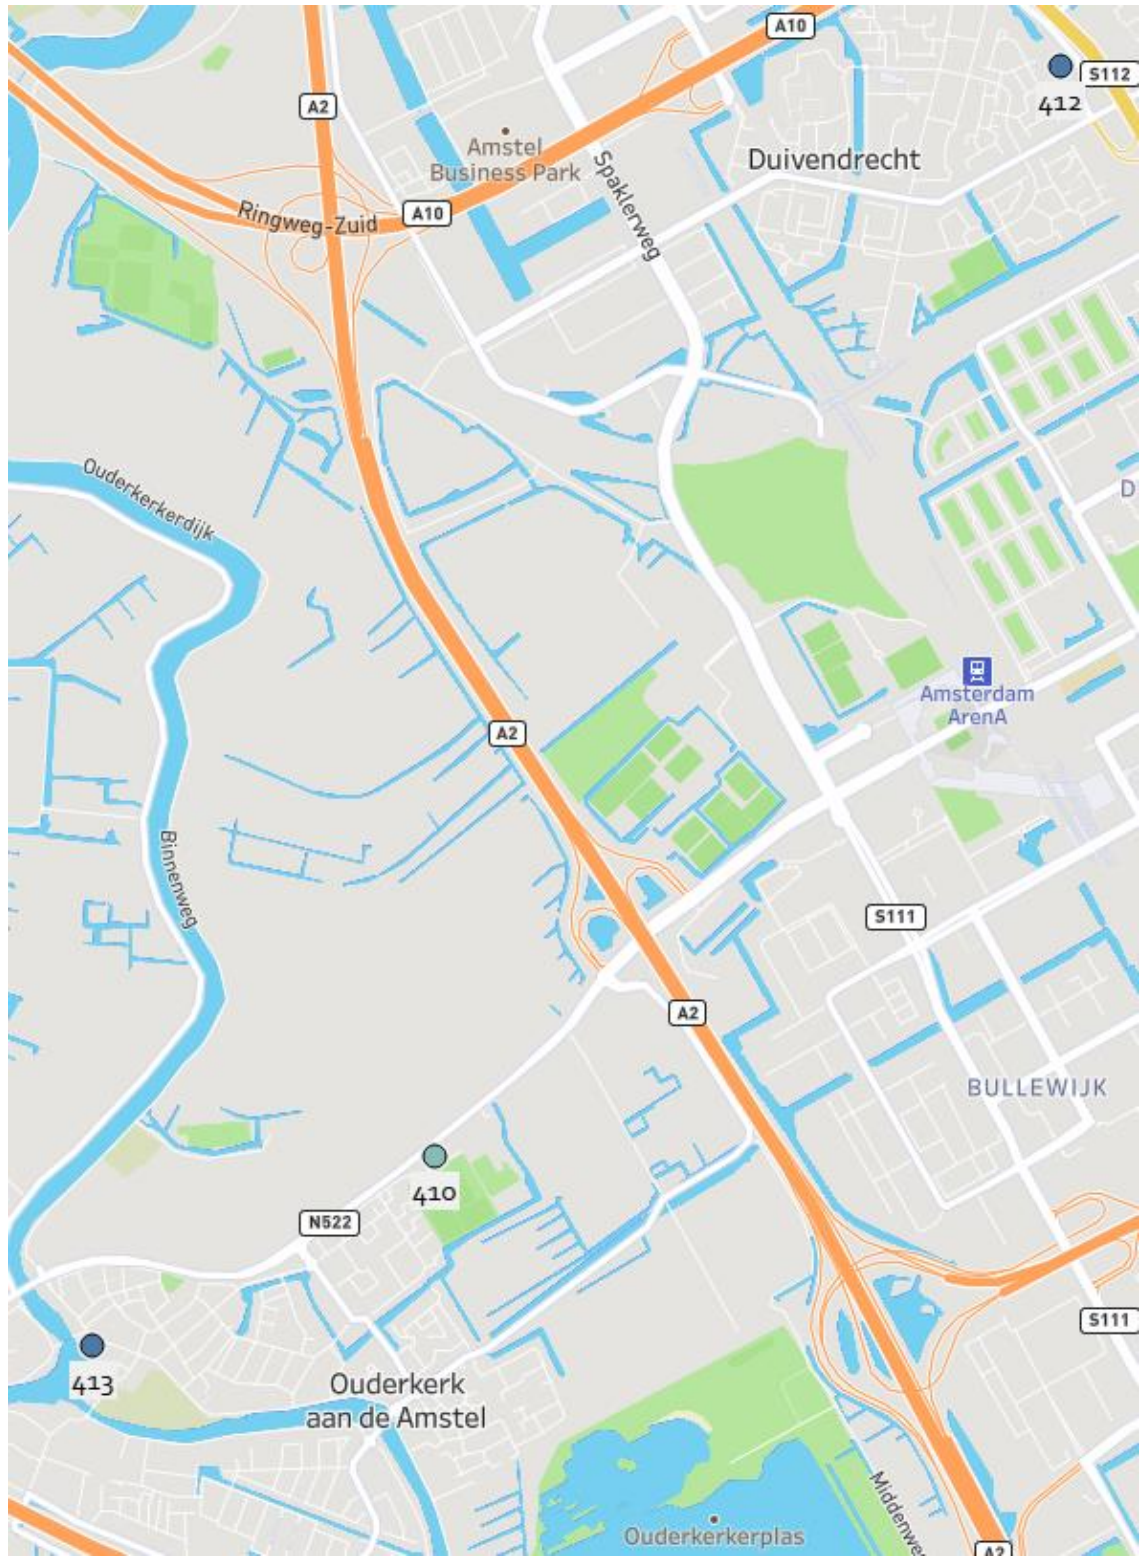 A10
S112
412
A2
Amstel
Business Park
Duivendrecht
Spaklerweg
Ringweg-Zuid
A10
Ouderkerkerdijk
D
Amsterdam
ArenA
A2
Binnenweg
S111
A2
BULLEWIJK
410
N522
S111
413
Ouderkerk
aan de Amstel
Middenweg
Ouderkerkerplas
A2